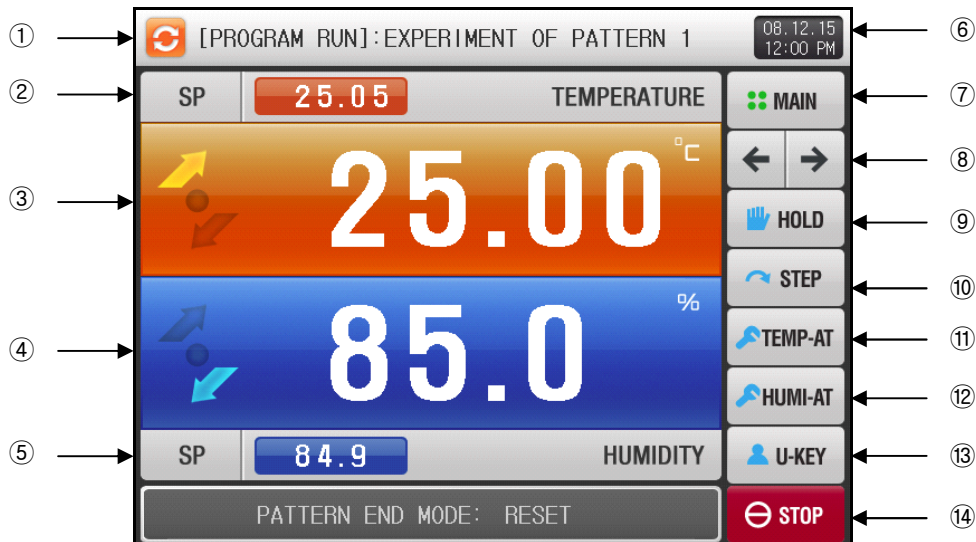 ① [PROGRAM RUN]:EXPERIMENT OF PATTERN 1 08.12.15 ⑥
12:00 PM
② SP 25.05 TEMPERATURE MAIN ⑦
③ 25.00 °C ← → ⑧
HOLD ⑨
STEP ⑩
④ 85.0 % TEMP-AT ⑪
HUMI-AT ⑫
⑤ SP 84.9 HUMIDITY U-KEY ⑬
PATTERN END MODE: RESET STOP ⑭